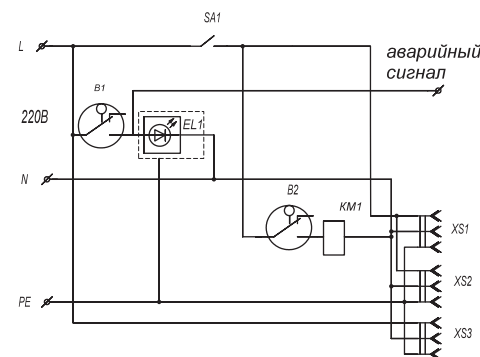 SA1
L
аварийный
сигнал
B1
220В
EL1
N
B2
KM1
XS1
XS2
PE
XS3